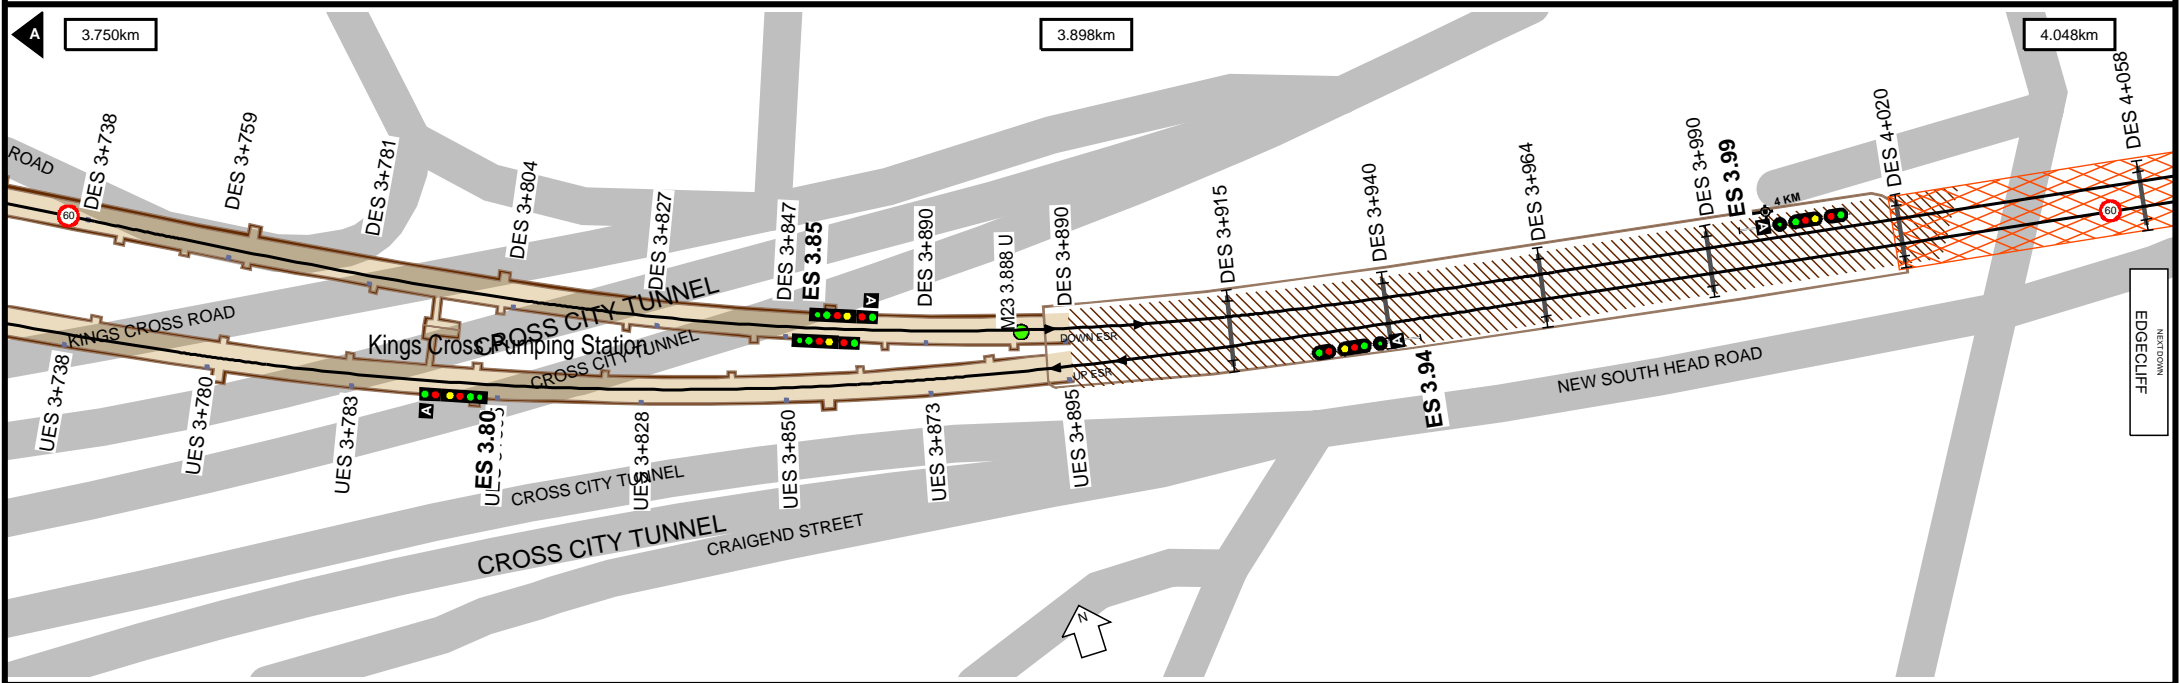 A
3.750km
3.898km
4.048km
ROAD
DES 3+738
DES 3+759
DES 3+781
DES 3+804
DES 3+827
DES 3+847
ES 3.85
DES 3+890
M23 3.888 U
DES 3+890
DES 3+915
DES 3+940
DES 3+964
DES 3+990
ES 3.99
4 KM
DES 4+020
DES 4+058
60
60
A
A
A
A
KINGS CROSS ROAD
CROSS CITY TUNNEL
Kings Cross Pumping Station
CROSS CITY TUNNEL
DOWN ESR
UP ESR
UES 3+738
UES 3+780
UES 3+783
ES 3.80
UES 3+828
UES 3+850
UES 3+873
UES 3+895
ES 3.94
NEW SOUTH HEAD ROAD
NEXT DOWN
EDGECLIFF
CROSS CITY TUNNEL
CROSS CITY TUNNEL
CRAIGEND STREET
N